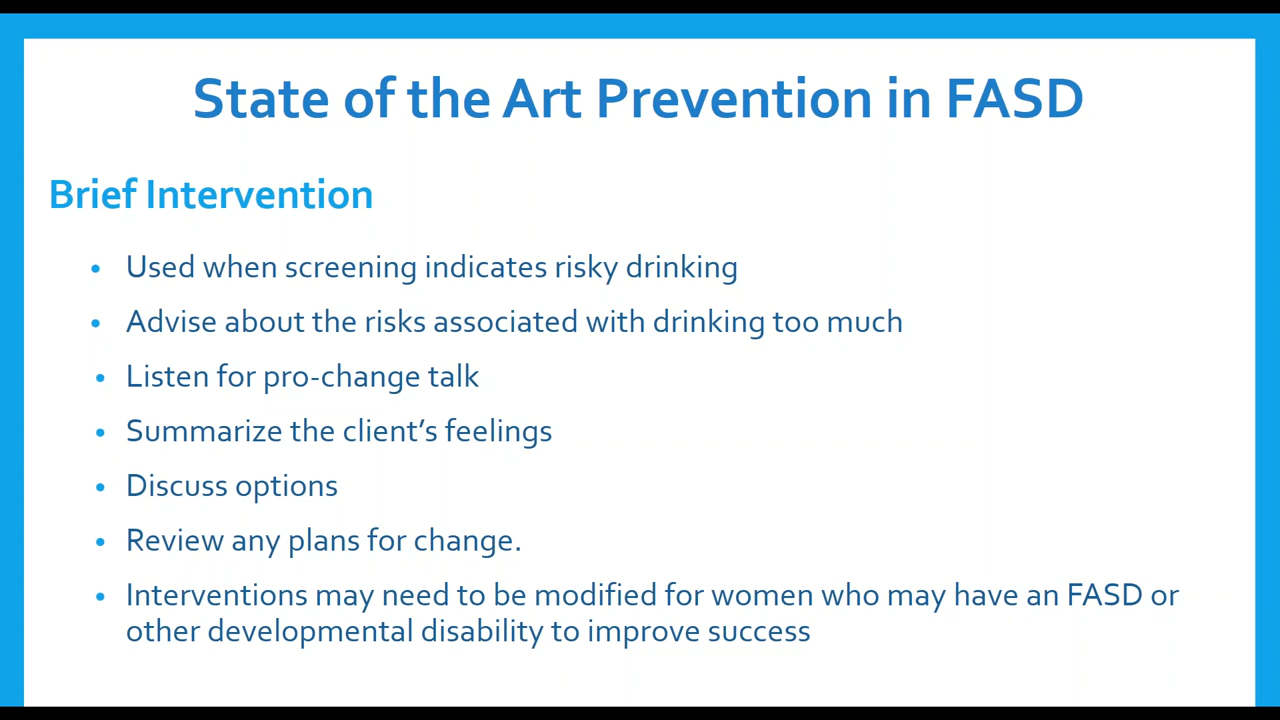 State of the Art Prevention in FASD
Brief Intervention
• Used when screening indicates risky drinking
• Advise about the risks associated with drinking too much
• Listen for pro-change talk
• Summarize the client’s feelings
• Discuss options
• Review any plans for change.
• Interventions may need to be modified for women who may have an FASD or
other developmental disability to improve success